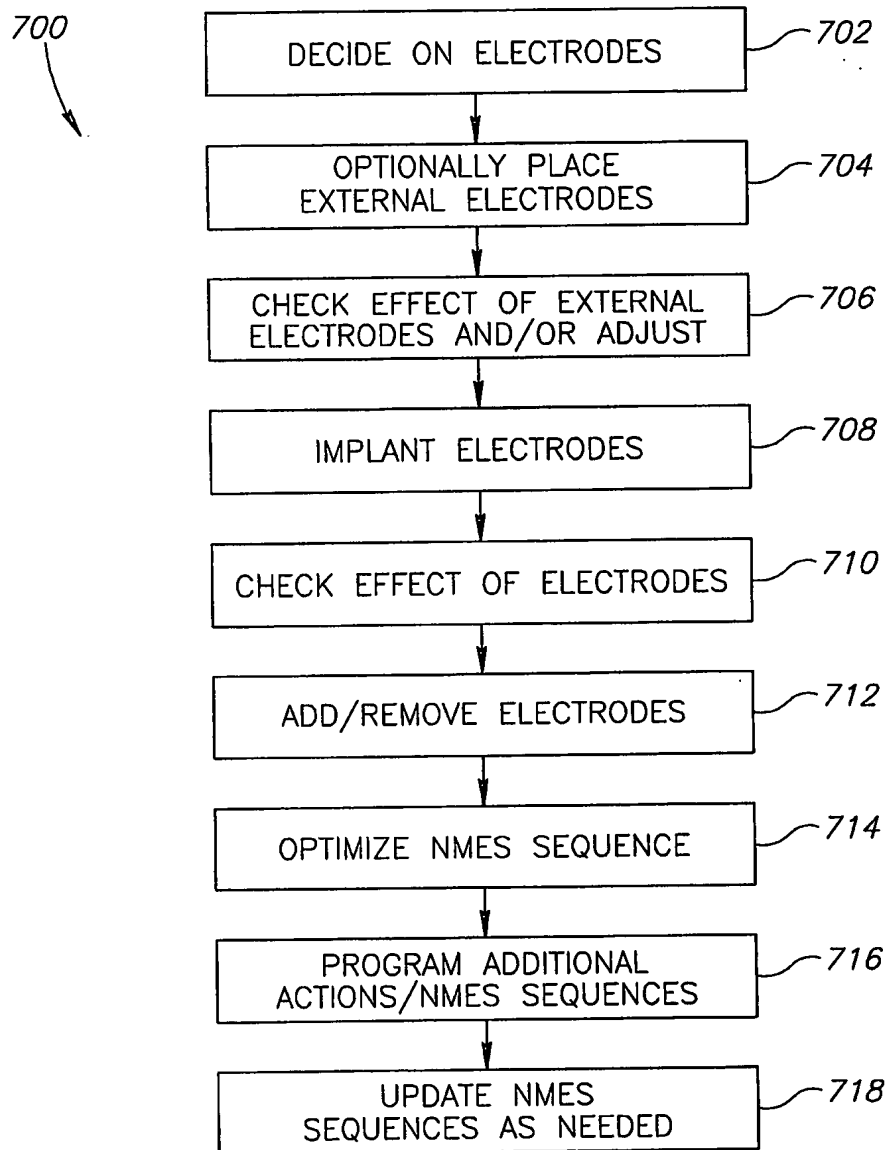 700
DECIDE ON ELECTRODES
702
OPTIONALLY PLACE
EXTERNAL ELECTRODES
704
CHECK EFFECT OF EXTERNAL
ELECTRODES AND/OR ADJUST
706
IMPLANT ELECTRODES
708
CHECK EFFECT OF ELECTRODES
710
ADD/REMOVE ELECTRODES
712
OPTIMIZE NMES SEQUENCE
714
PROGRAM ADDITIONAL
ACTIONS/NMES SEQUENCES
716
UPDATE NMES
SEQUENCES AS NEEDED
718